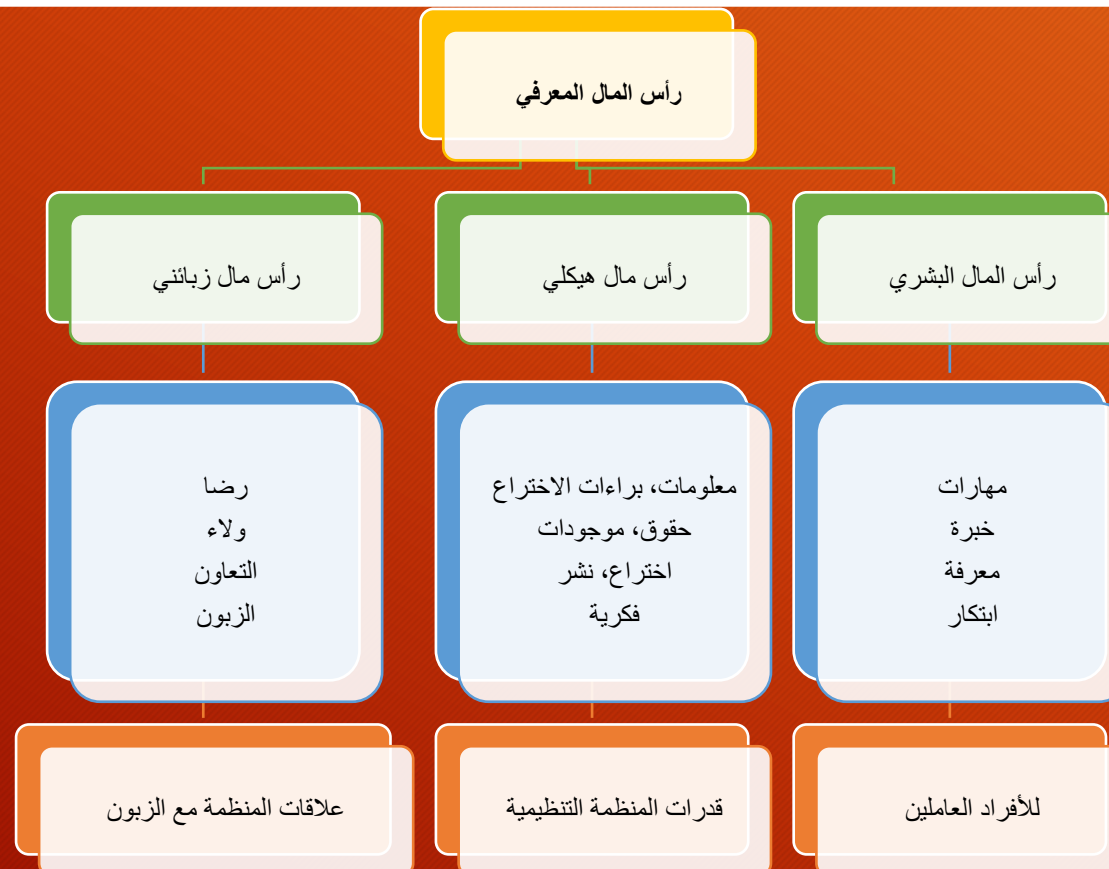 رأس المال المعرفي
رأس المال البشري
رأس مال هيكلي
رأس مال زبائني
مهارات
خبرة
معرفة
ابتكار
معلومات، براءات الاختراع
حقوق، موجودات
اختراع، نشر
فكرية
رضا
ولاء
التعاون
الزبون
للأفراد العاملين
قدرات المنظمة التنظيمية
علاقات المنظمة مع الزبون